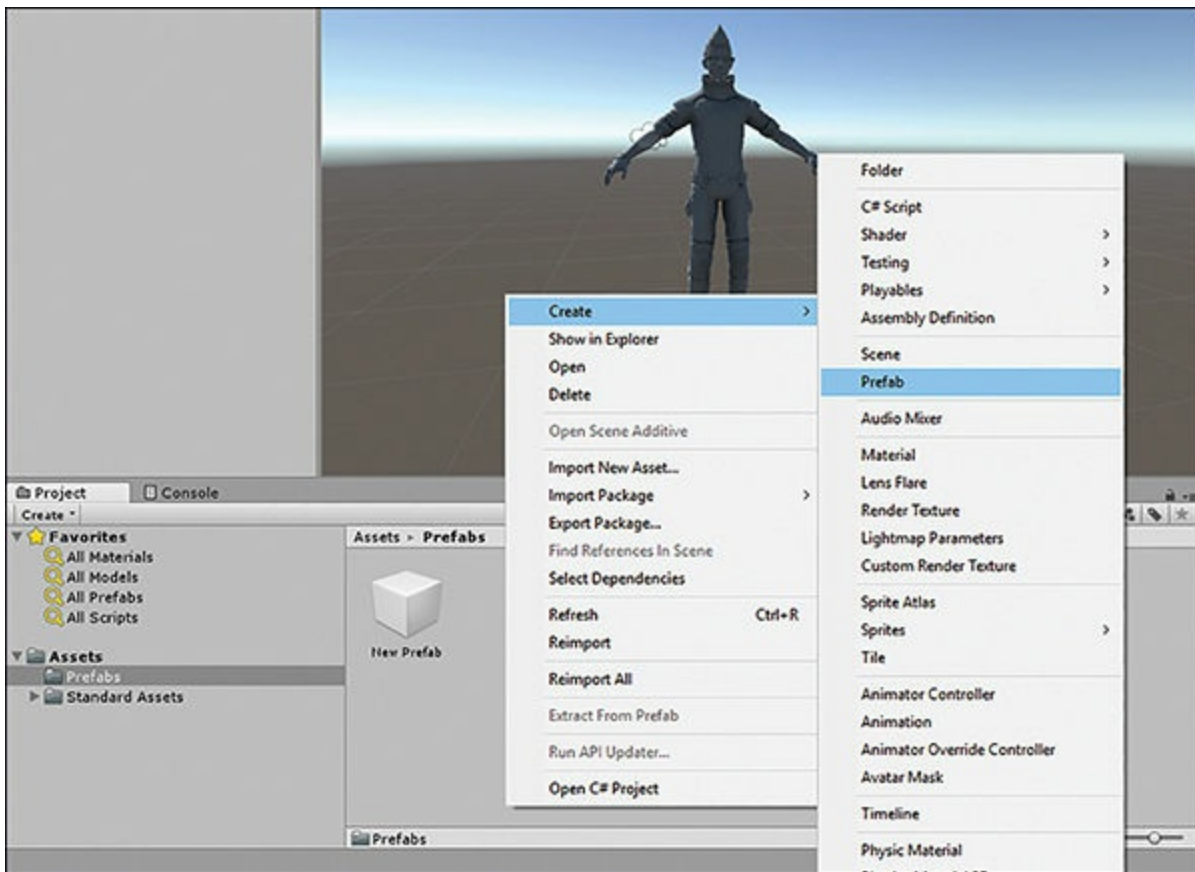 Folder
C# Script
Shader
Testing
Playables
Assembly Definition
Scene
Prefab
Audio Mixer
Material
Lens Flare
Render Texture
Lightmap Parameters
Custom Render Texture
Sprite Atlas
Sprites
Tile
Animator Controller
Animation
Animator Override Controller
Avatar Mask
Timeline
Physic Material
Create
Show in Explorer
Open
Delete
Open Scene Additive
Import New Asset...
Import Package
Export Package...
Find References In Scene
Select Dependencies
Refresh Ctrl+R
Reimport
Reimport All
Extract From Prefab
Run API Updater...
Open C# Project
Project Console
Create
Favorites
All Materials
All Models
All Prefabs
All Scripts
Assets
Prefabs
Standard Assets
Assets ▸ Prefabs
New Prefab
Prefabs